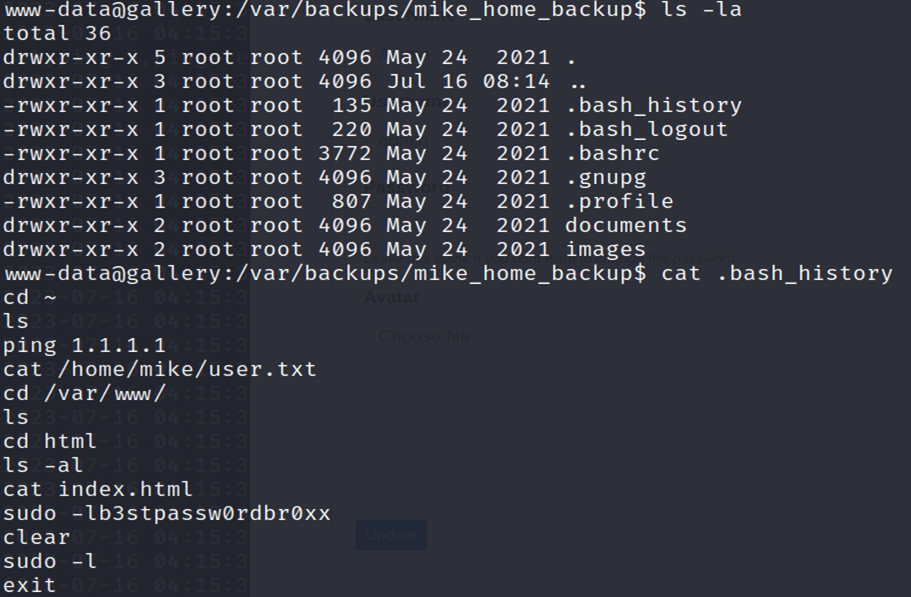 www-data@gallery:/var/backups/mike_home_backup$ ls -la
total 36
drwxr-xr-x 5 root root 4096 May 24  2021 .
drwxr-xr-x 3 root root 4096 Jul 16 08:14 ..
-rwxr-xr-x 1 root root  135 May 24  2021 .bash_history
-rwxr-xr-x 1 root root  220 May 24  2021 .bash_logout
-rwxr-xr-x 1 root root 3772 May 24  2021 .bashrc
drwxr-xr-x 3 root root 4096 May 24  2021 .gnupg
-rwxr-xr-x 1 root root  807 May 24  2021 .profile
drwxr-xr-x 2 root root 4096 May 24  2021 documents
drwxr-xr-x 2 root root 4096 May 24  2021 images
www-data@gallery:/var/backups/mike_home_backup$ cat .bash_history
cd ~
Avatar
ls
ping 1.1.1.1
Choose file
cat /home/mike/user.txt
cd /var/www/
ls
cd html
ls -al
cat index.html
sudo -lb3stpassw0rdbr0xx
clear
Update
sudo -l
exit